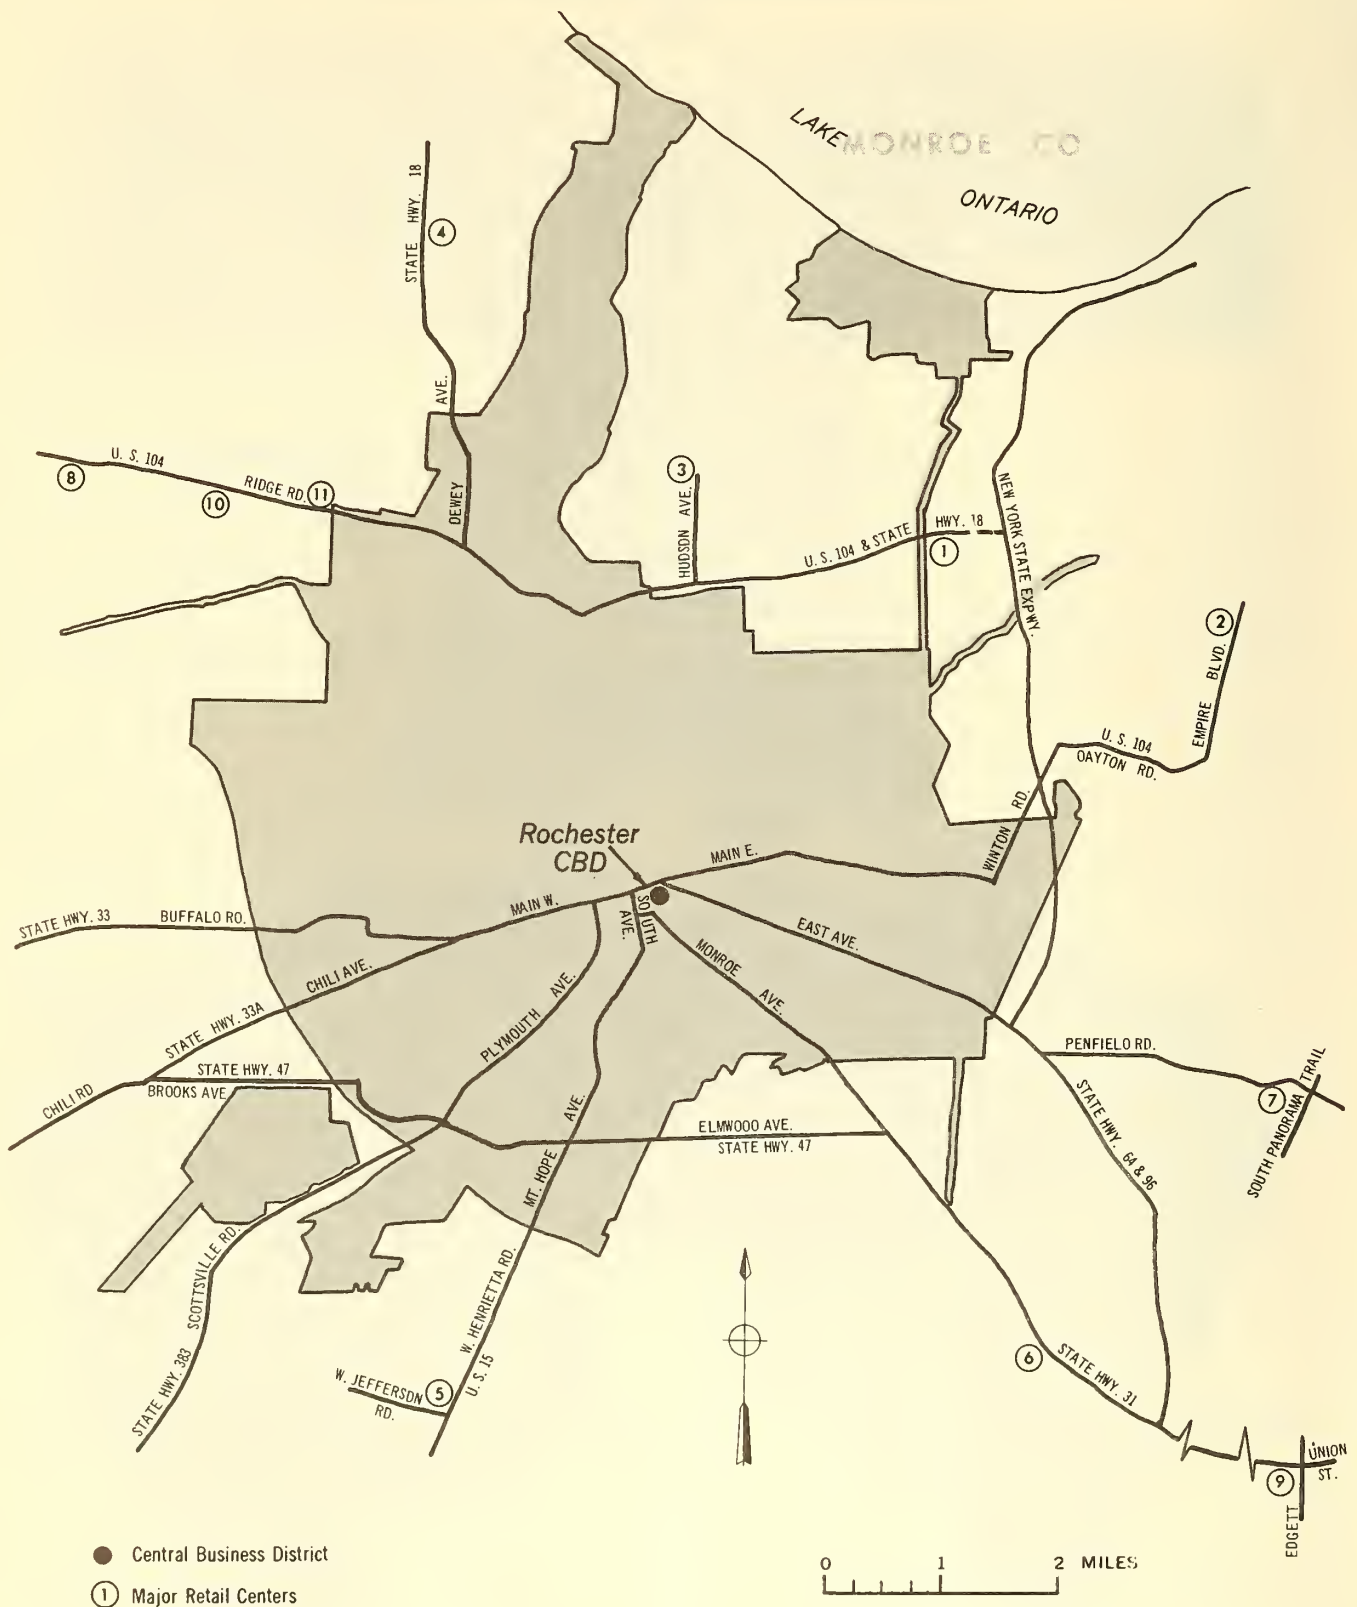 LAKE
MONROE CO
ONTARIO
STATE HWY. 18
4
DEWEY AVE.
8
U. S. 104
10
RIDGE RD.
11
3
HUDSON AVE.
U. S. 104 & STATE HWY. 18
1
NEW YORK STATE EXPWY.
2
EMPIRE BLVD.
U. S. 104
OAYTON RD.
WINTON RD.
Rochester
CBD
MAIN E.
MAIN W.
SOUTH
AVE.
STATE HWY. 33
BUFFALO RO.
CHILI AVE.
STATE HWY. 33A
CHILI RD
STATE HWY. 47
BROOKS AVE
PLYMOUTH AVE.
MONROE AVE.
EAST AVE.
PENFIELO RD.
7
SOUTH PANORAMA TRAIL
ELMWOOO AVE.
STATE HWY. 47
MT. HOPE AVE.
STATE HWY. 64 & 96
STATE HWY. 383
SCOTTSVILLE RD.
W. HENRIETTA RD.
U. S. 15
W. JEFFERSDN
RD.
5
6
STATE HWY. 31
9
UNION
ST.
EDGETT
Central Business District
1 Major Retail Centers
0 1 2 MILES